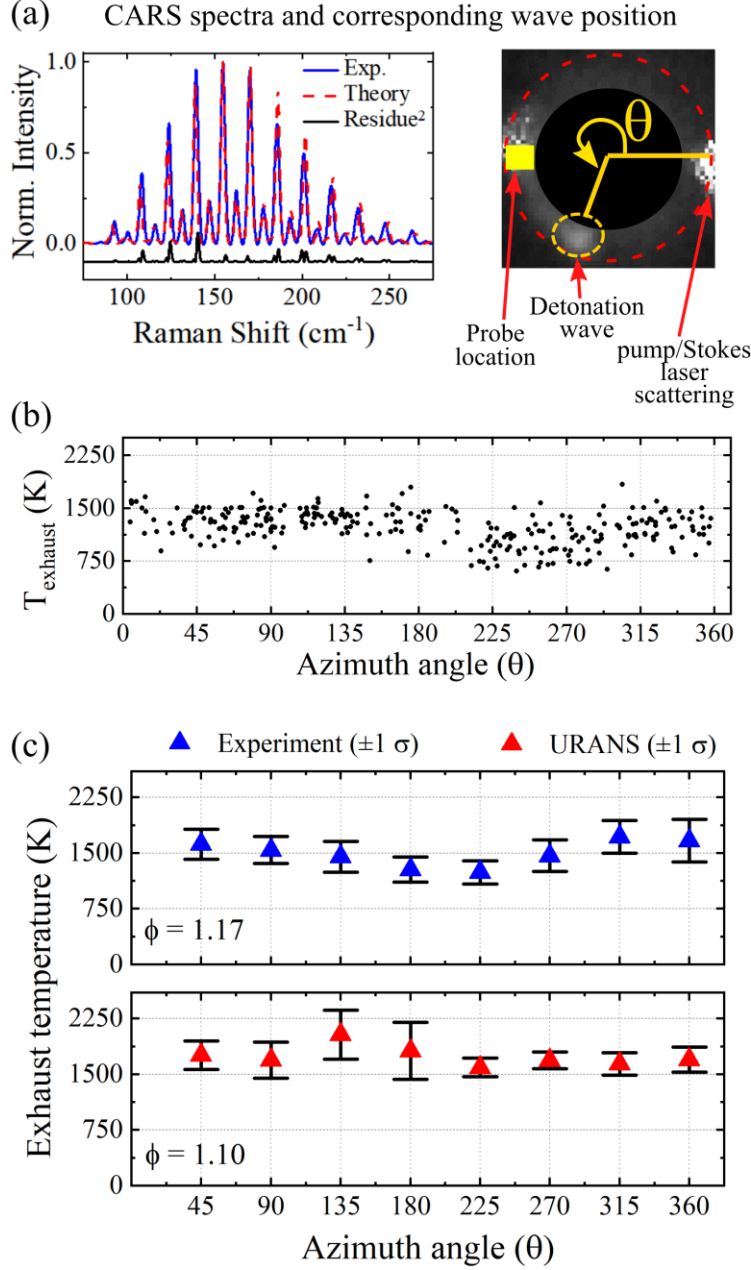 (a) CARS spectra and corresponding wave position
Norm. Intensity
1.0
0.5
0.0
Exp.
Theory
Residue²
100 150 200 250
Raman Shift (cm⁻¹)
θ
Probe
location
Detonation
wave
pump/Stokes
laser
scattering
(b)
T_exhaust (K)
2250
1500
750
0
0 45 90 135 180 225 270 315 360
Azimuth angle (θ)
(c)
Experiment (±1 σ) URANS (±1 σ)
Exhaust temperature (K)
2250
1500
750
0
ϕ = 1.17
2250
1500
750
0
ϕ = 1.10
45 90 135 180 225 270 315 360
Azimuth angle (θ)